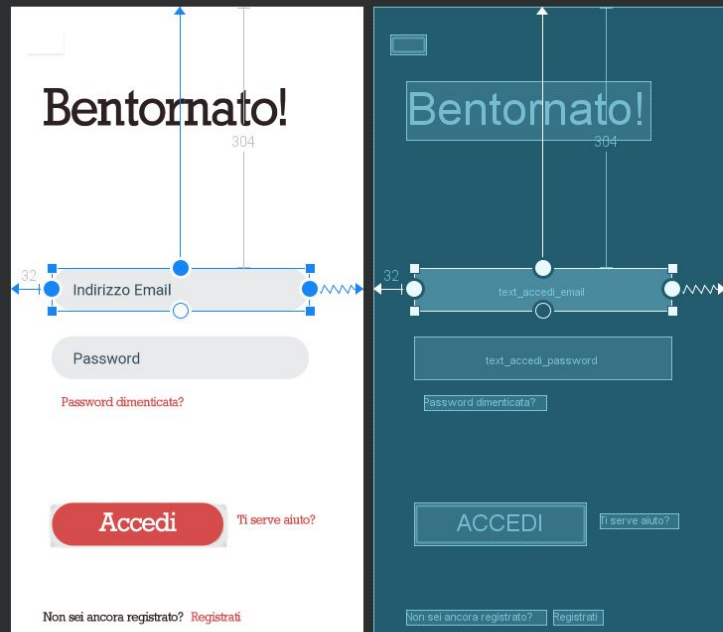 Bentornato!
304
32
Indirizzo Email
Password
Password dimenticata?
Accedi
Ti serve aiuto?
Non sei ancora registrato? Registrati
Bentornato!
304
32
text_accedi_email
text_accedi_password
Password dimenticata?
ACCEDI
Ti serve aiuto?
Non sei ancora registrato? Registrati